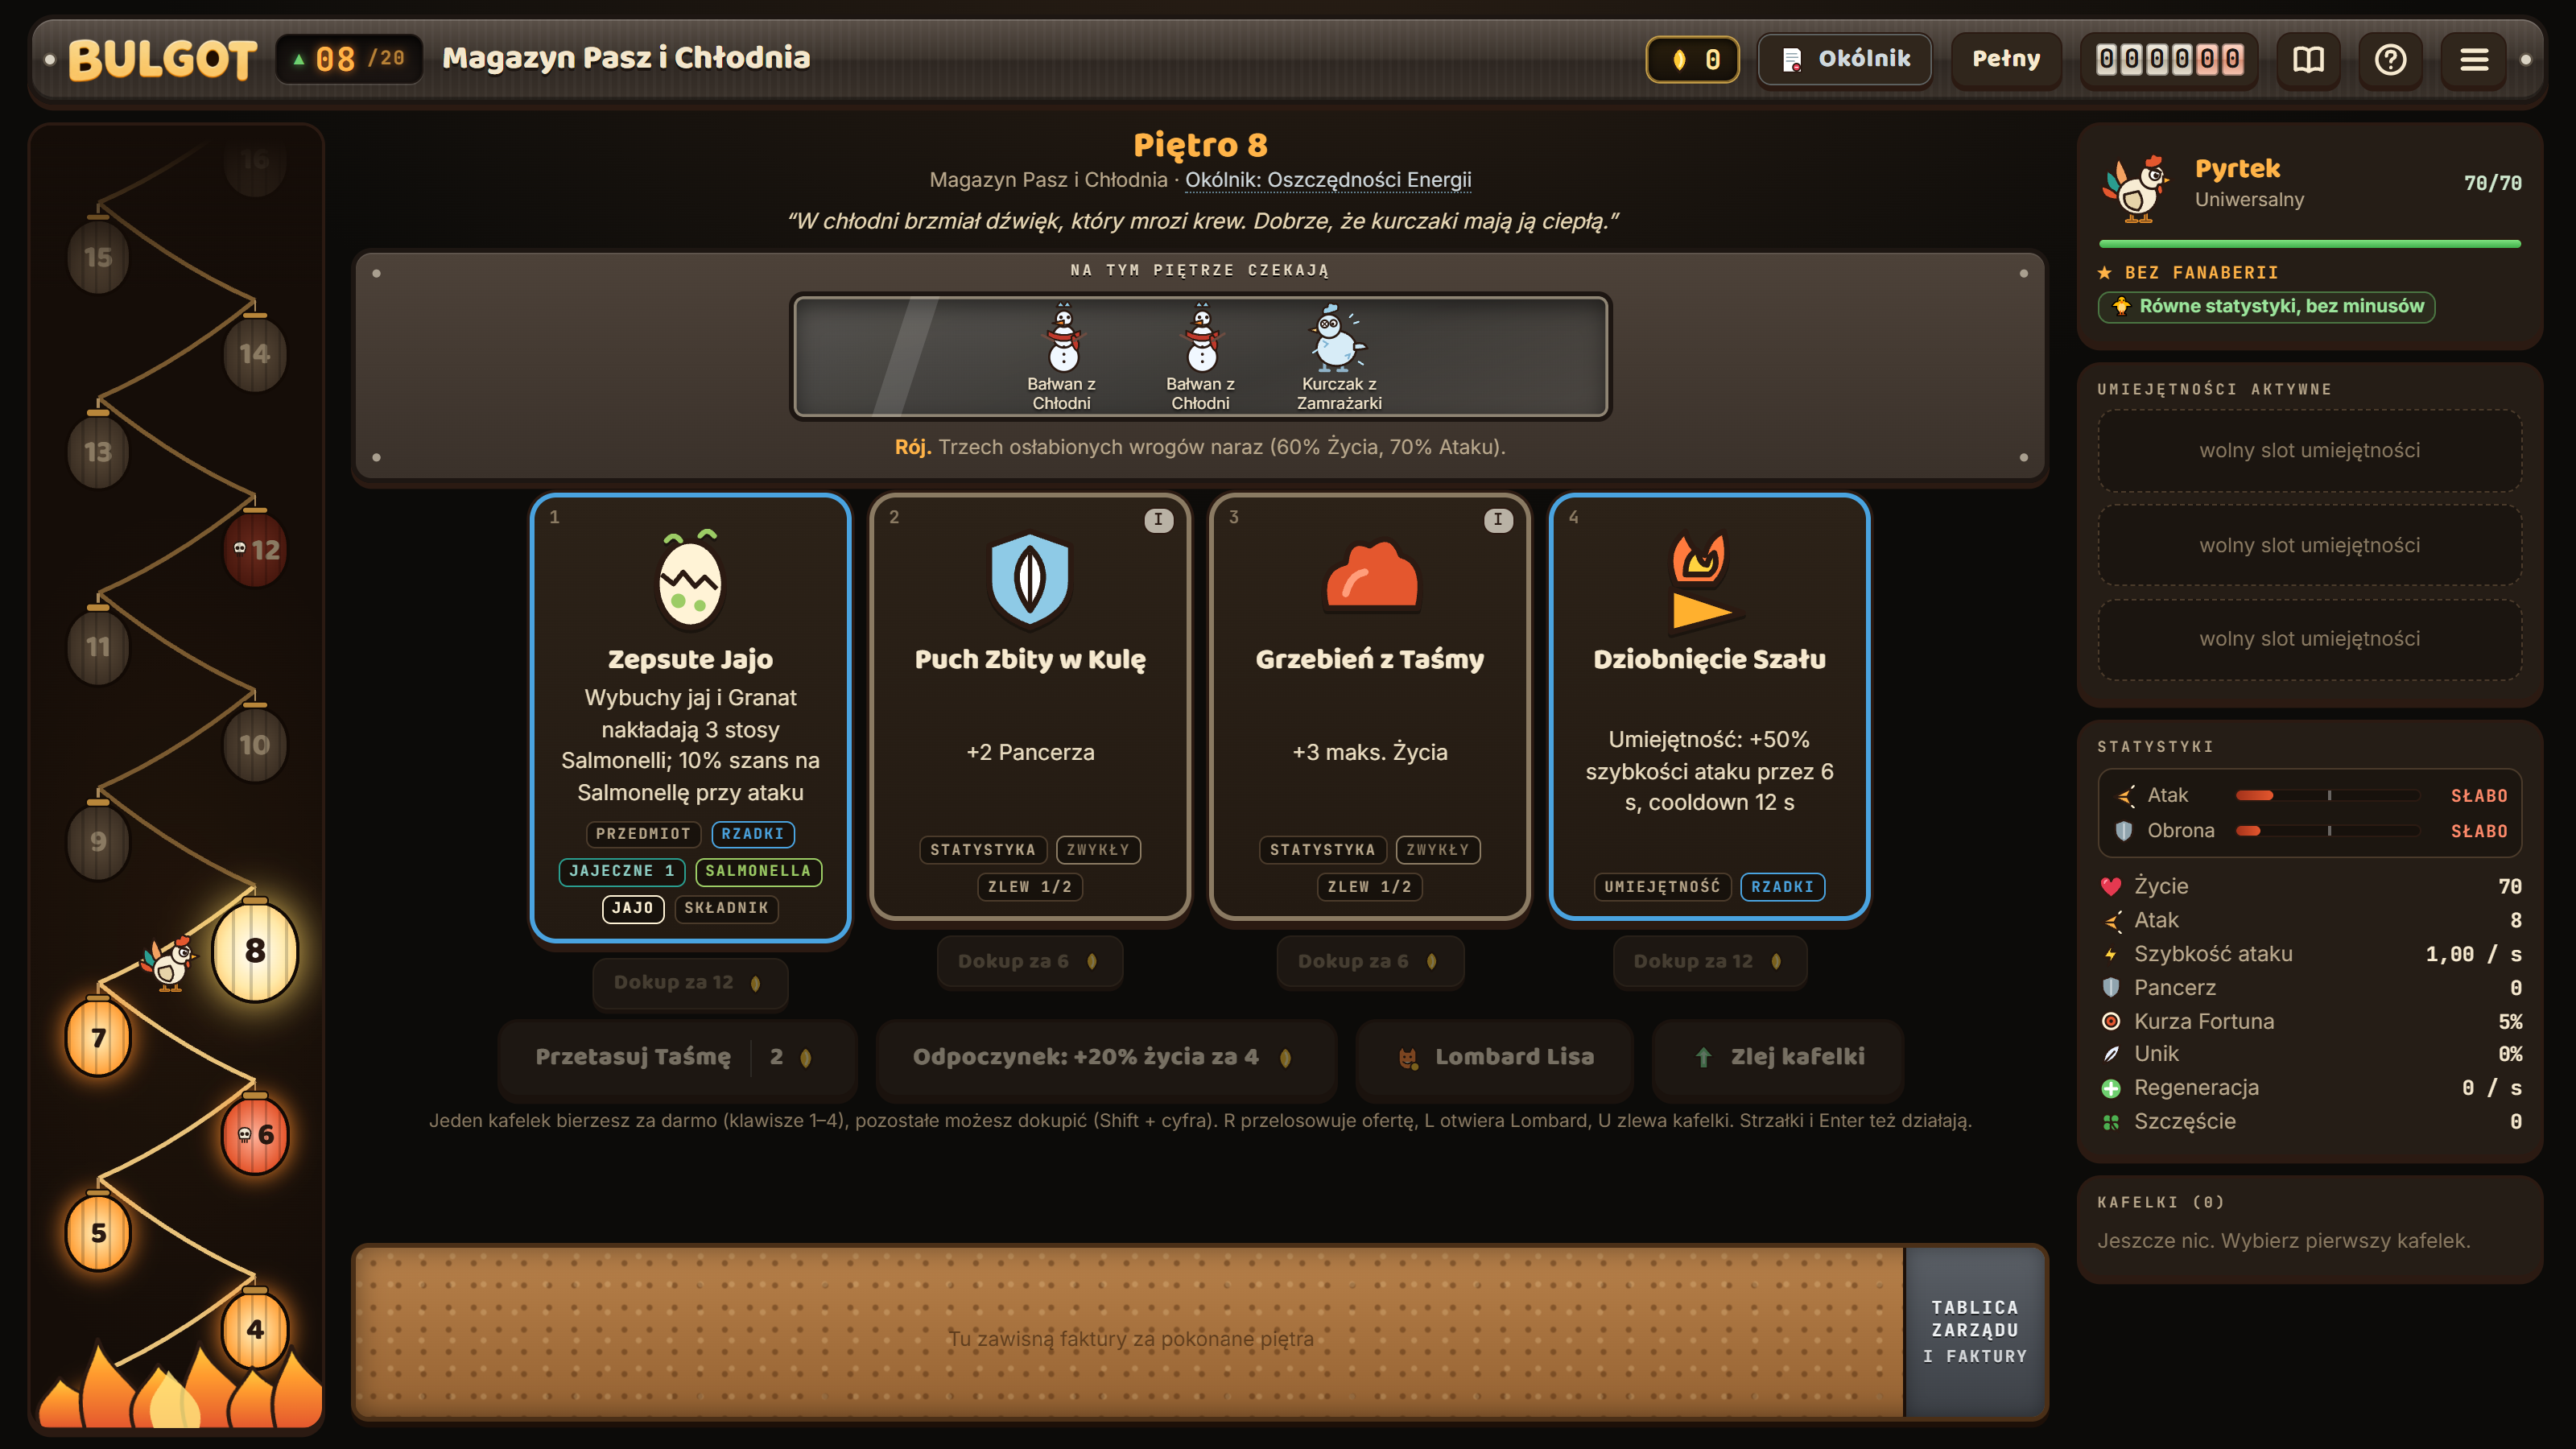 BULGOT
▲ 08 /20
Magazyn Pasz i Chłodnia
0
Okólnik
Pełny
000000
Piętro 8
Magazyn Pasz i Chłodnia · Okólnik: Oszczędności Energii
“W chłodni brzmiał dźwięk, który mrozi krew. Dobrze, że kurczaki mają ją ciepłą.”
NA TYM PIĘTRZE CZEKAJĄ
Bałwan z
Chłodni
Bałwan z
Chłodni
Kurczak z
Zamrażarki
Rój. Trzech osłabionych wrogów naraz (60% Życia, 70% Ataku).
16
15
14
13
12
11
10
9
8
7
6
5
4
1
Zepsute Jajo
Wybuchy jaj i Granat
nakładają 3 stosy
Salmonelli; 10% szans na
Salmonellę przy ataku
PRZEDMIOT RZADKI
JAJECZNE 1 SALMONELLA
JAJO SKŁADNIK
Dokup za 12
2
I
Puch Zbity w Kulę
+2 Pancerza
STATYSTYKA ZWYKŁY
ZLEW 1/2
Dokup za 6
3
I
Grzebień z Taśmy
+3 maks. Życia
STATYSTYKA ZWYKŁY
ZLEW 1/2
Dokup za 6
4
Dziobnięcie Szału
Umiejętność: +50%
szybkości ataku przez 6
s, cooldown 12 s
UMIEJĘTNOŚĆ RZADKI
Dokup za 12
Przetasuj Taśmę 2
Odpoczynek: +20% życia za 4
Lombard Lisa
Zlej kafelki
Jeden kafelek bierzesz za darmo (klawisze 1–4), pozostałe możesz dokupić (Shift + cyfra). R przelosowuje ofertę, L otwiera Lombard, U zlewa kafelki. Strzałki i Enter też działają.
Tu zawisną faktury za pokonane piętra
TABLICA
ZARZĄDU
I FAKTURY
Pyrtek
Uniwersalny
70/70
★ BEZ FANABERII
Równe statystyki, bez minusów
UMIEJĘTNOŚCI AKTYWNE
wolny slot umiejętności
wolny slot umiejętności
wolny slot umiejętności
STATYSTYKI
Atak SŁABO
Obrona SŁABO
Życie 70
Atak 8
Szybkość ataku 1,00 / s
Pancerz 0
Kurza Fortuna 5%
Unik 0%
Regeneracja 0 / s
Szczęście 0
KAFELKI (0)
Jeszcze nic. Wybierz pierwszy kafelek.